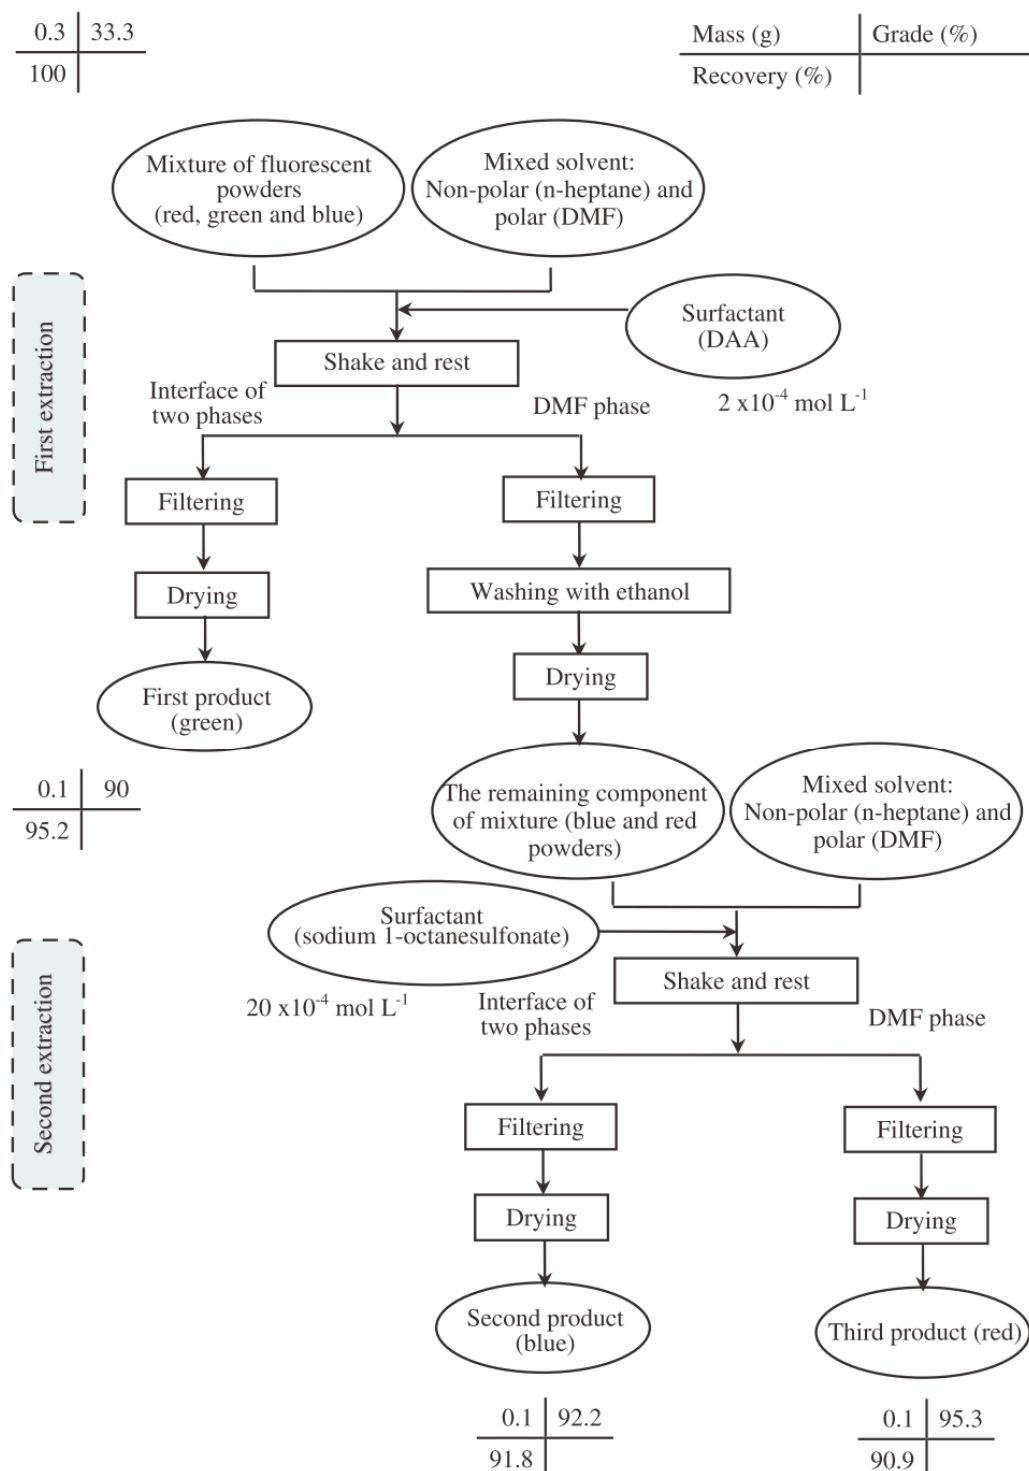 0.3 33.3
100
Mass (g) Grade (%)
Recovery (%)
Mixture of fluorescent
powders
(red, green and blue)
Mixed solvent:
Non-polar (n-heptane) and
polar (DMF)
First extraction
Surfactant
(DAA)
2 x10⁻⁴ mol L⁻¹
Shake and rest
Interface of
two phases
DMF phase
Filtering
Filtering
Drying
Washing with ethanol
Drying
First product
(green)
0.1 90
95.2
The remaining component
of mixture (blue and red
powders)
Mixed solvent:
Non-polar (n-heptane) and
polar (DMF)
Surfactant
(sodium 1-octanesulfonate)
20 x10⁻⁴ mol L⁻¹
Second extraction
Shake and rest
Interface of
two phases
DMF phase
Filtering
Filtering
Drying
Drying
Second product
(blue)
Third product (red)
0.1 92.2
91.8
0.1 95.3
90.9